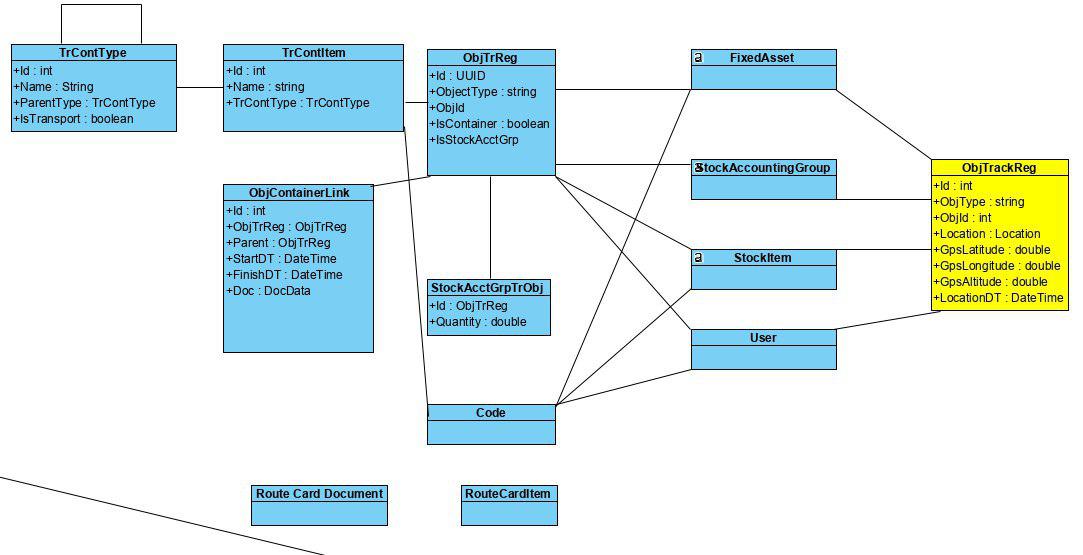 TrContType
+Id : int
+Name : String
+ParentType : TrContType
+IsTransport : boolean
TrContItem
+Id : int
+Name : string
+TrContType : TrContType
ObjTrReg
+Id : UUID
+ObjectType : string
+ObjId
+IsContainer : boolean
+IsStockAcctGrp
a
FixedAsset
a
StockAccountingGroup
ObjTrackReg
+Id : int
+ObjType : string
+ObjId : int
+Location : Location
+GpsLatitude : double
+GpsLongitude : double
+GpsAltitude : double
+LocationDT : DateTime
ObjContainerLink
+Id : int
+ObjTrReg : ObjTrReg
+Parent : ObjTrReg
+StartDT : DateTime
+FinishDT : DateTime
+Doc : DocData
a
StockItem
StockAcctGrpTrObj
+Id : ObjTrReg
+Quantity : double
User
Code
Route Card Document
RouteCardItem